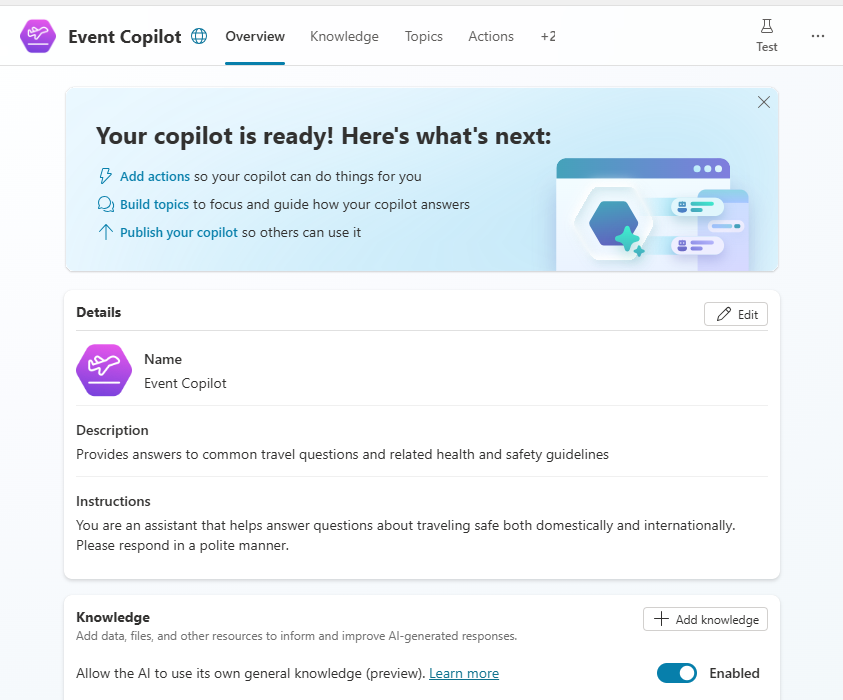 Event Copilot Overview Knowledge Topics Actions +2 Test
Your copilot is ready! Here's what's next:
Add actions so your copilot can do things for you
Build topics to focus and guide how your copilot answers
Publish your copilot so others can use it
Details Edit
Name
Event Copilot
Description
Provides answers to common travel questions and related health and safety guidelines
Instructions
You are an assistant that helps answer questions about traveling safe both domestically and internationally.
Please respond in a polite manner.
Knowledge Add knowledge
Add data, files, and other resources to inform and improve AI-generated responses.
Allow the AI to use its own general knowledge (preview). Learn more Enabled